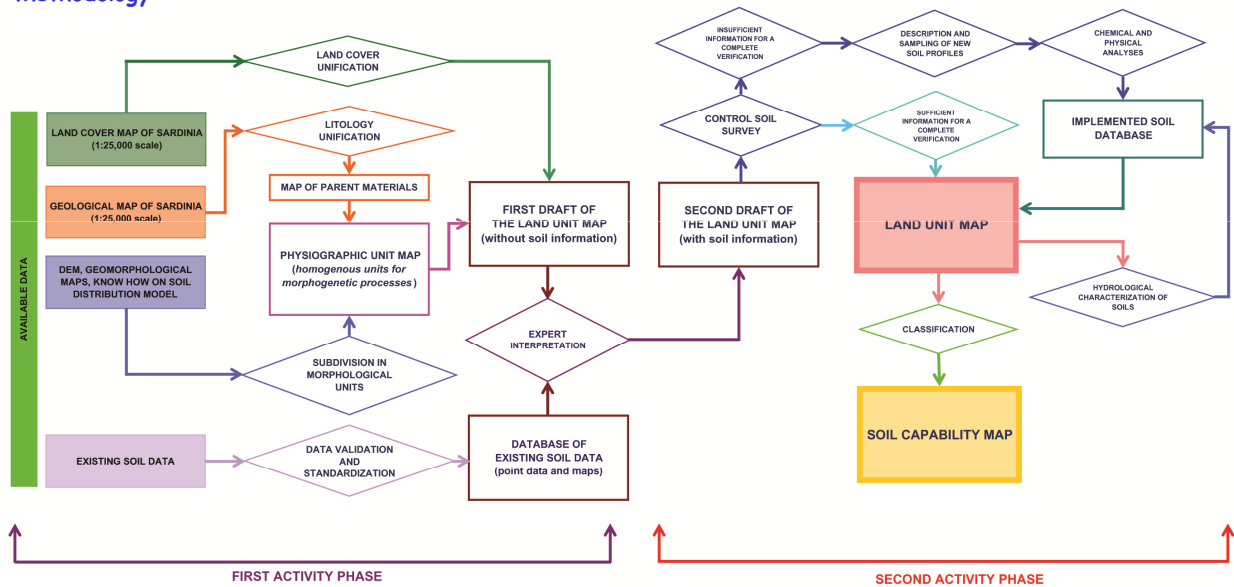 LAND COVER
UNIFICATION
INSUFFICIENT
INFORMATION FOR A
COMPLETE
VERIFICATION
DESCRIPTION AND
SAMPLING OF NEW
SOIL PROFILES
CHEMICAL AND
PHYSICAL
ANALYSES
AVAILABLE DATA
LAND COVER MAP OF SARDINIA
(1:25,000 scale)
LITOLOGY
UNIFICATION
CONTROL SOIL
SURVEY
SUFFICIENT
INFORMATION FOR A
COMPLETE
VERIFICATION
IMPLEMENTED SOIL
DATABASE
GEOLOGICAL MAP OF SARDINIA
(1:25,000 scale)
MAP OF PARENT MATERIALS
PHYSIOGRAPHIC UNIT MAP
(homogenous units for
morphogenetic processes)
FIRST DRAFT OF
THE LAND UNIT MAP
(without soil information)
SECOND DRAFT OF
THE LAND UNIT MAP
(with soil information)
LAND UNIT MAP
DEM, GEOMORPHOLOGICAL
MAPS, KNOW HOW ON SOIL
DISTRIBUTION MODEL
HYDROLOGICAL
CHARACTERIZATION OF
SOILS
EXPERT
INTERPRETATION
CLASSIFICATION
SUBDIVISION IN
MORPHOLOGICAL
UNITS
EXISTING SOIL DATA
DATA VALIDATION
AND
STANDARDIZATION
DATABASE OF
EXISTING SOIL DATA
(point data and maps)
SOIL CAPABILITY MAP
FIRST ACTIVITY PHASE
SECOND ACTIVITY PHASE